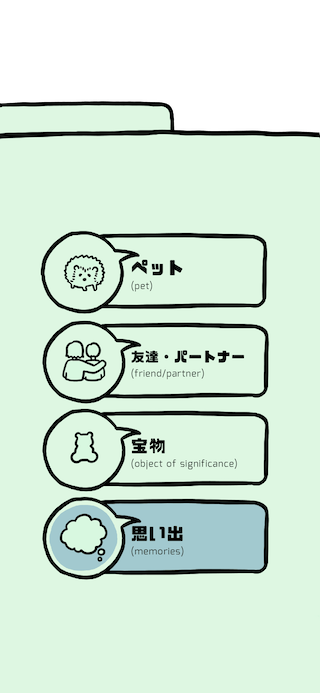 ペット
(pet)
友達・パートナー
(friend/partner)
宝物
(object of significance)
思い出
(memories)